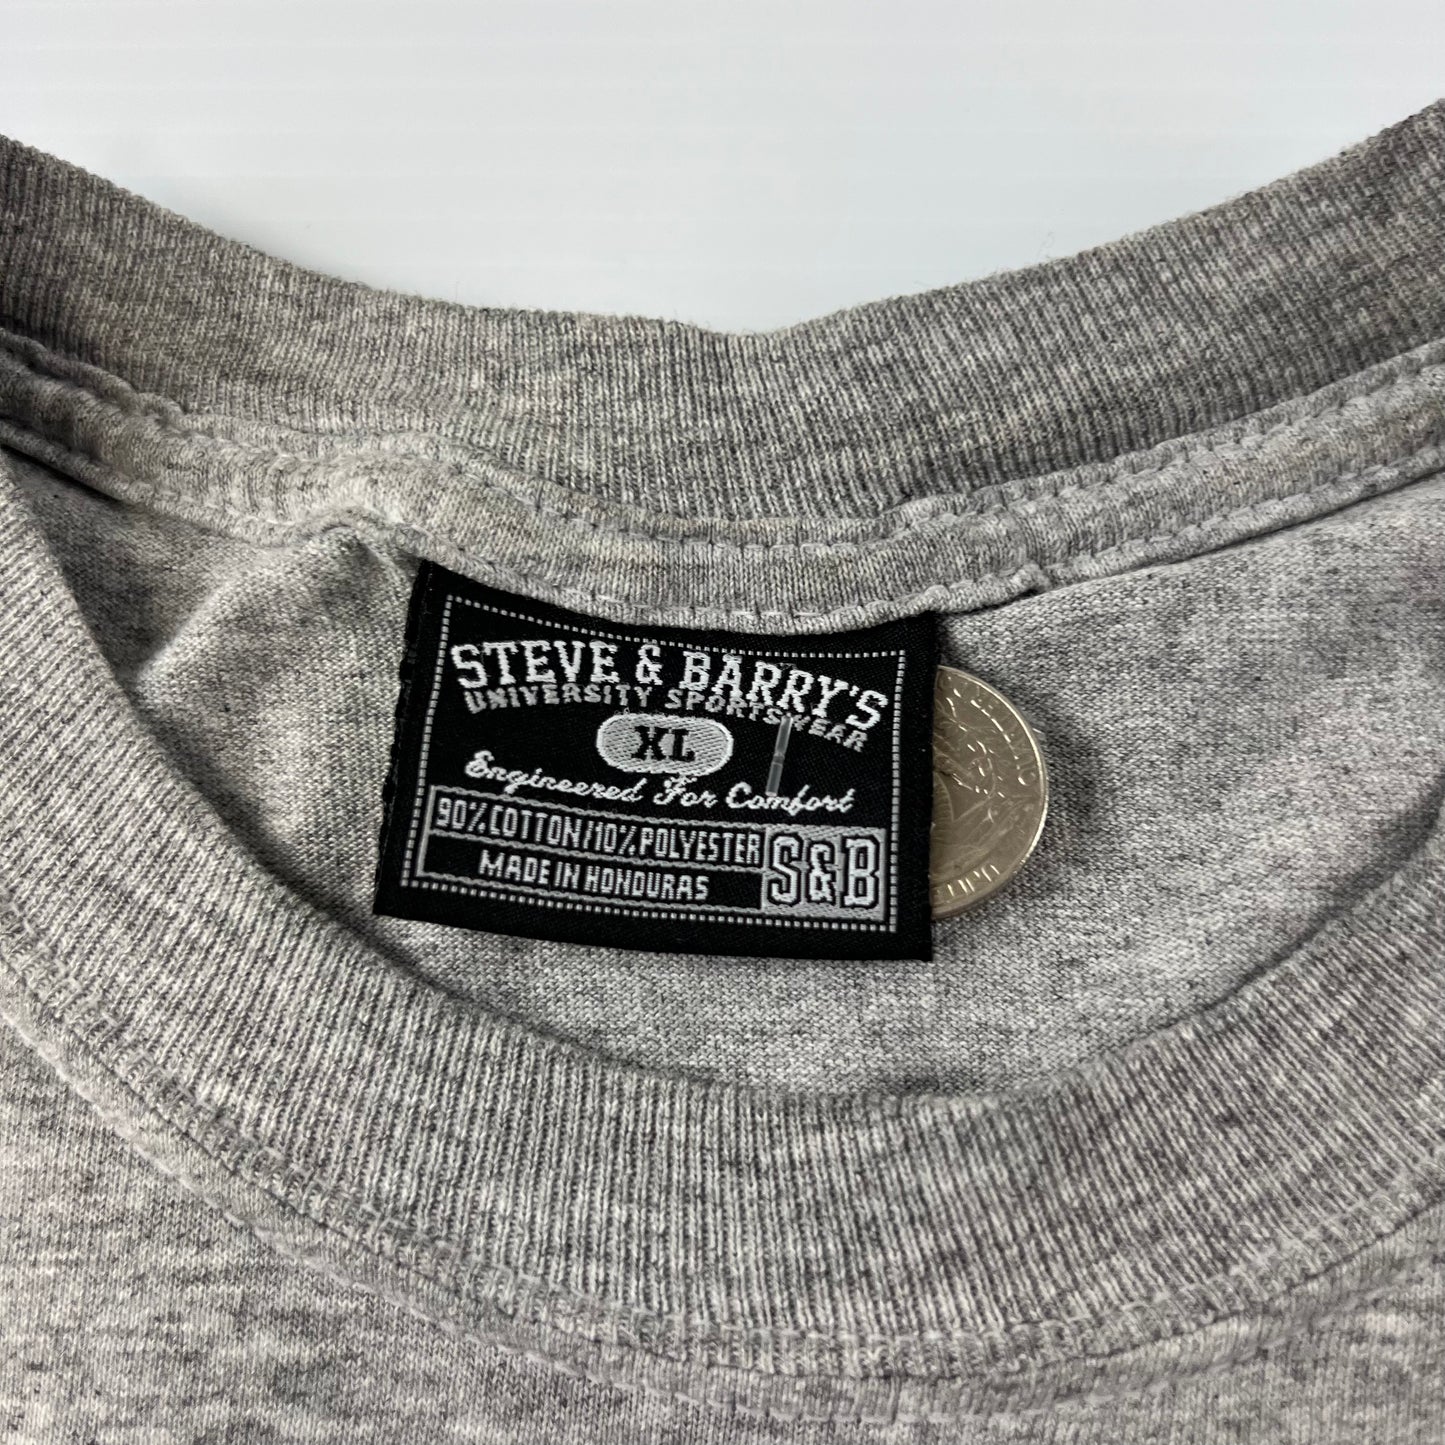 STEVE & BARRY'S
UNIVERSITY SPORTSWEAR
XL
Engineered For Comfort
90% COTTON/10% POLYESTER
MADE IN HONDURAS
S&B